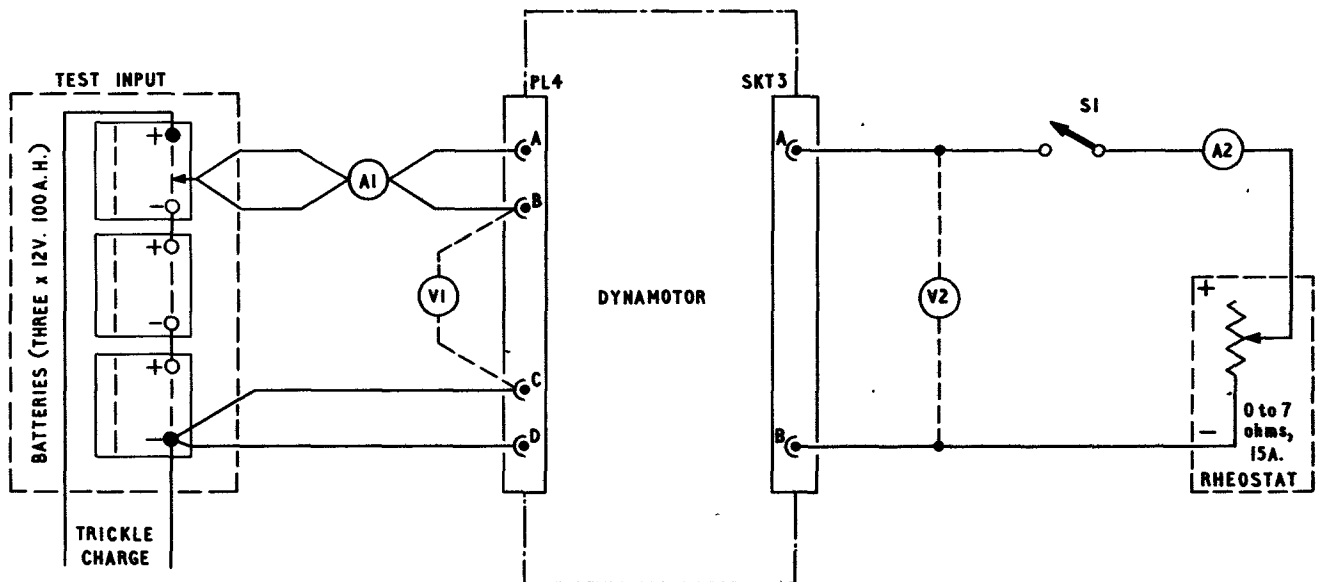 TEST INPUT
BATTERIES (THREE x 12V. 100A.H.)
+
-
+
-
+
-
TRICKLE
CHARGE
A1
V1
PL4
A
B
C
D
DYNAMOTOR
SKT3
A
B
V2
S1
A2
+
-
0 to 7
ohms,
15A.
RHEOSTAT